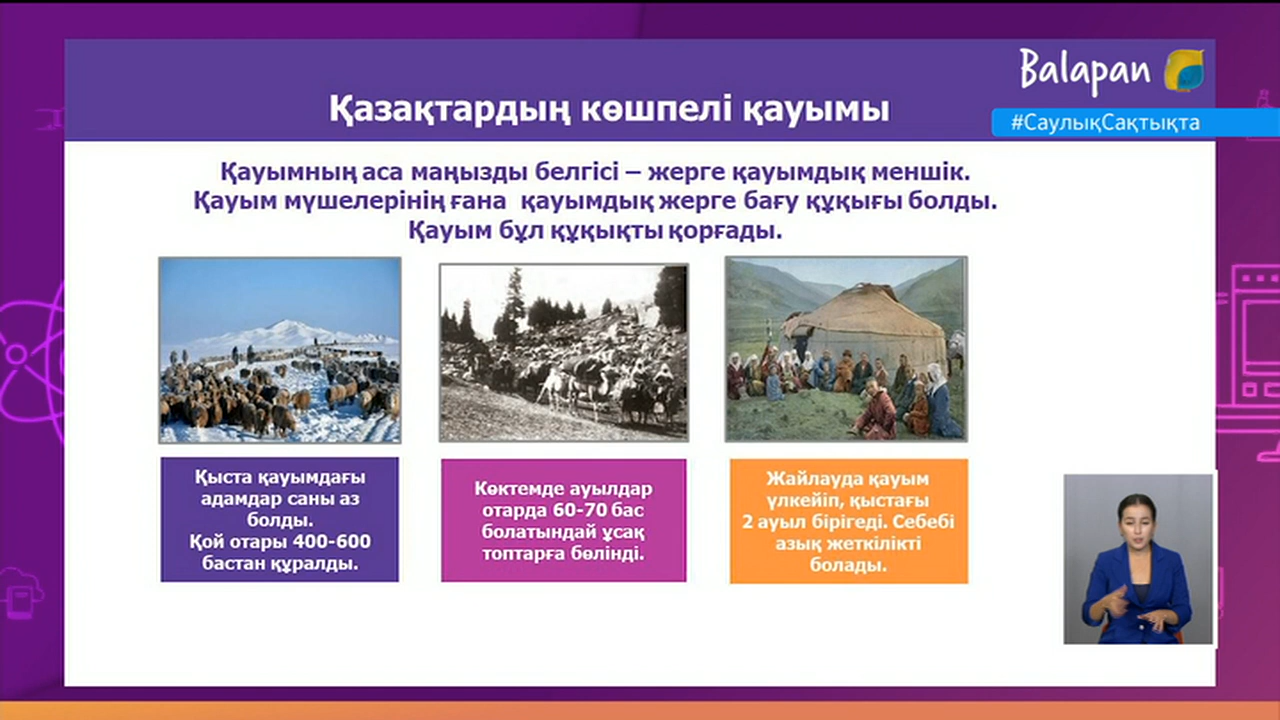 Balapan
#СаулықСақтықта
Қазақтардың көшпелі қауымы
Қауымның аса маңызды белгісі – жерге қауымдық меншік.
Қауым мүшелерінің ғана қауымдық жерге бағу құқығы болды.
Қауым бұл құқықты қорғады.
Қыста қауымдағы
адамдар саны аз
болды.
Қой отары 400-600
бастан құралды.
Көктемде ауылдар
отарда 60-70 бас
болатындай ұсақ
топтарға бөлінді.
Жайлауда қауым
үлкейіп, қыстағы
2 ауыл бірігеді. Себебі
азық жеткілікті
болады.